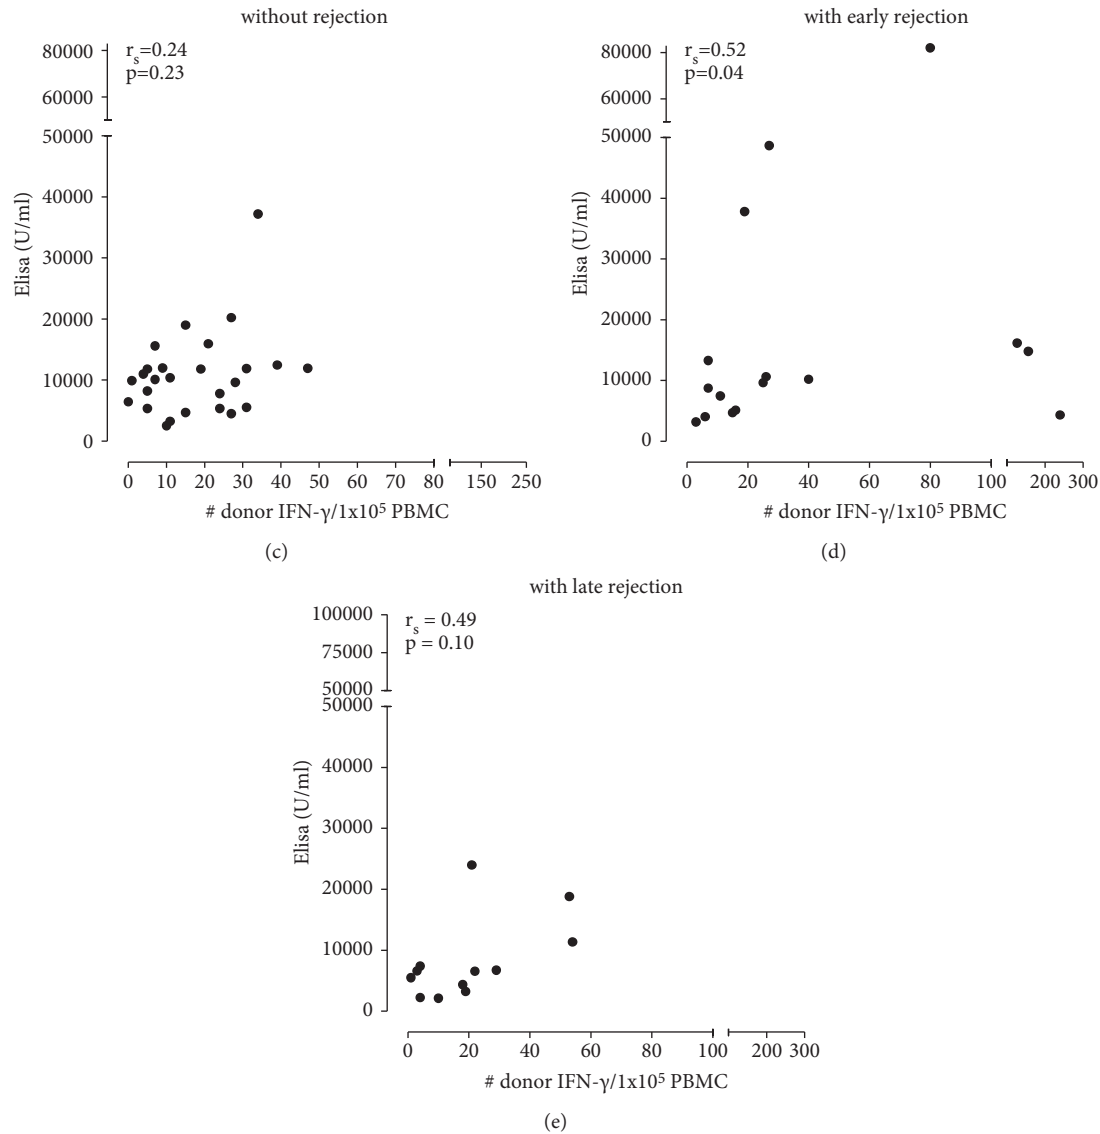 without rejection
r_s=0.24
p=0.23
80000
60000
50000
40000
30000
20000
10000
0
Elisa (U/ml)
0 10 20 30 40 50 60 70 80 150 250
# donor IFN-γ/1x10⁵ PBMC
(c)
with early rejection
r_s=0.52
p=0.04
80000
60000
50000
40000
30000
20000
10000
0
Elisa (U/ml)
0 20 40 60 80 100 200 300
# donor IFN-γ/1x10⁵ PBMC
(d)
with late rejection
r_s = 0.49
p = 0.10
100000
75000
50000
50000
40000
30000
20000
10000
0
Elisa (U/ml)
0 20 40 60 80 100 200 300
# donor IFN-γ/1x10⁵ PBMC
(e)